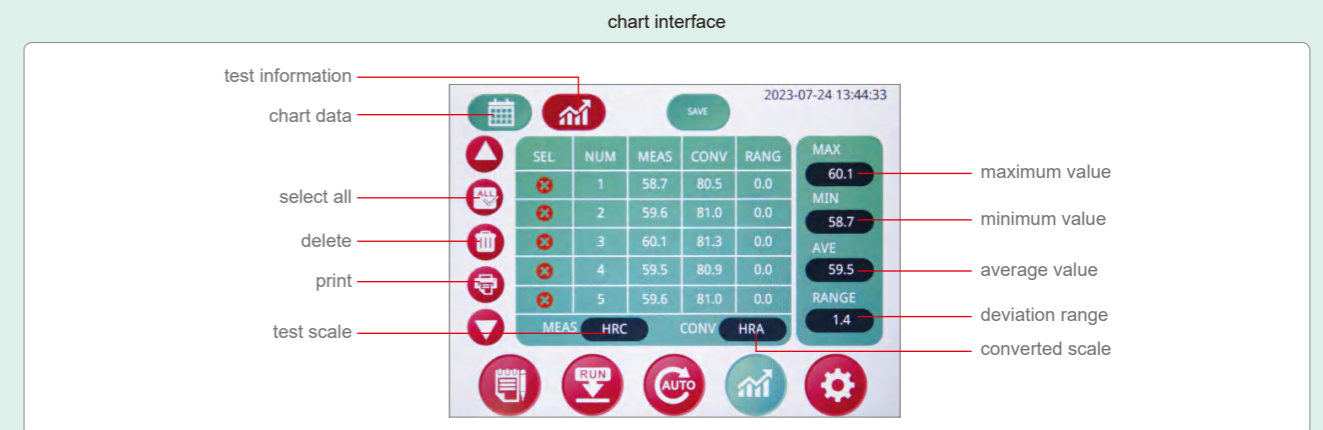 chart interface
test information
chart data
select all
delete
print
test scale
2023-07-24 13:44:33
SAVE
SEL NUM MEAS CONV RANG
1 58.7 80.5 0.0
2 59.6 81.0 0.0
3 60.1 81.3 0.0
4 59.5 80.9 0.0
5 59.6 81.0 0.0
MEAS HRC CONV HRA
ALL
MAX
60.1
MIN
58.7
AVE
59.5
RANGE
1.4
RUN
AUTO
maximum value
minimum value
average value
deviation range
converted scale